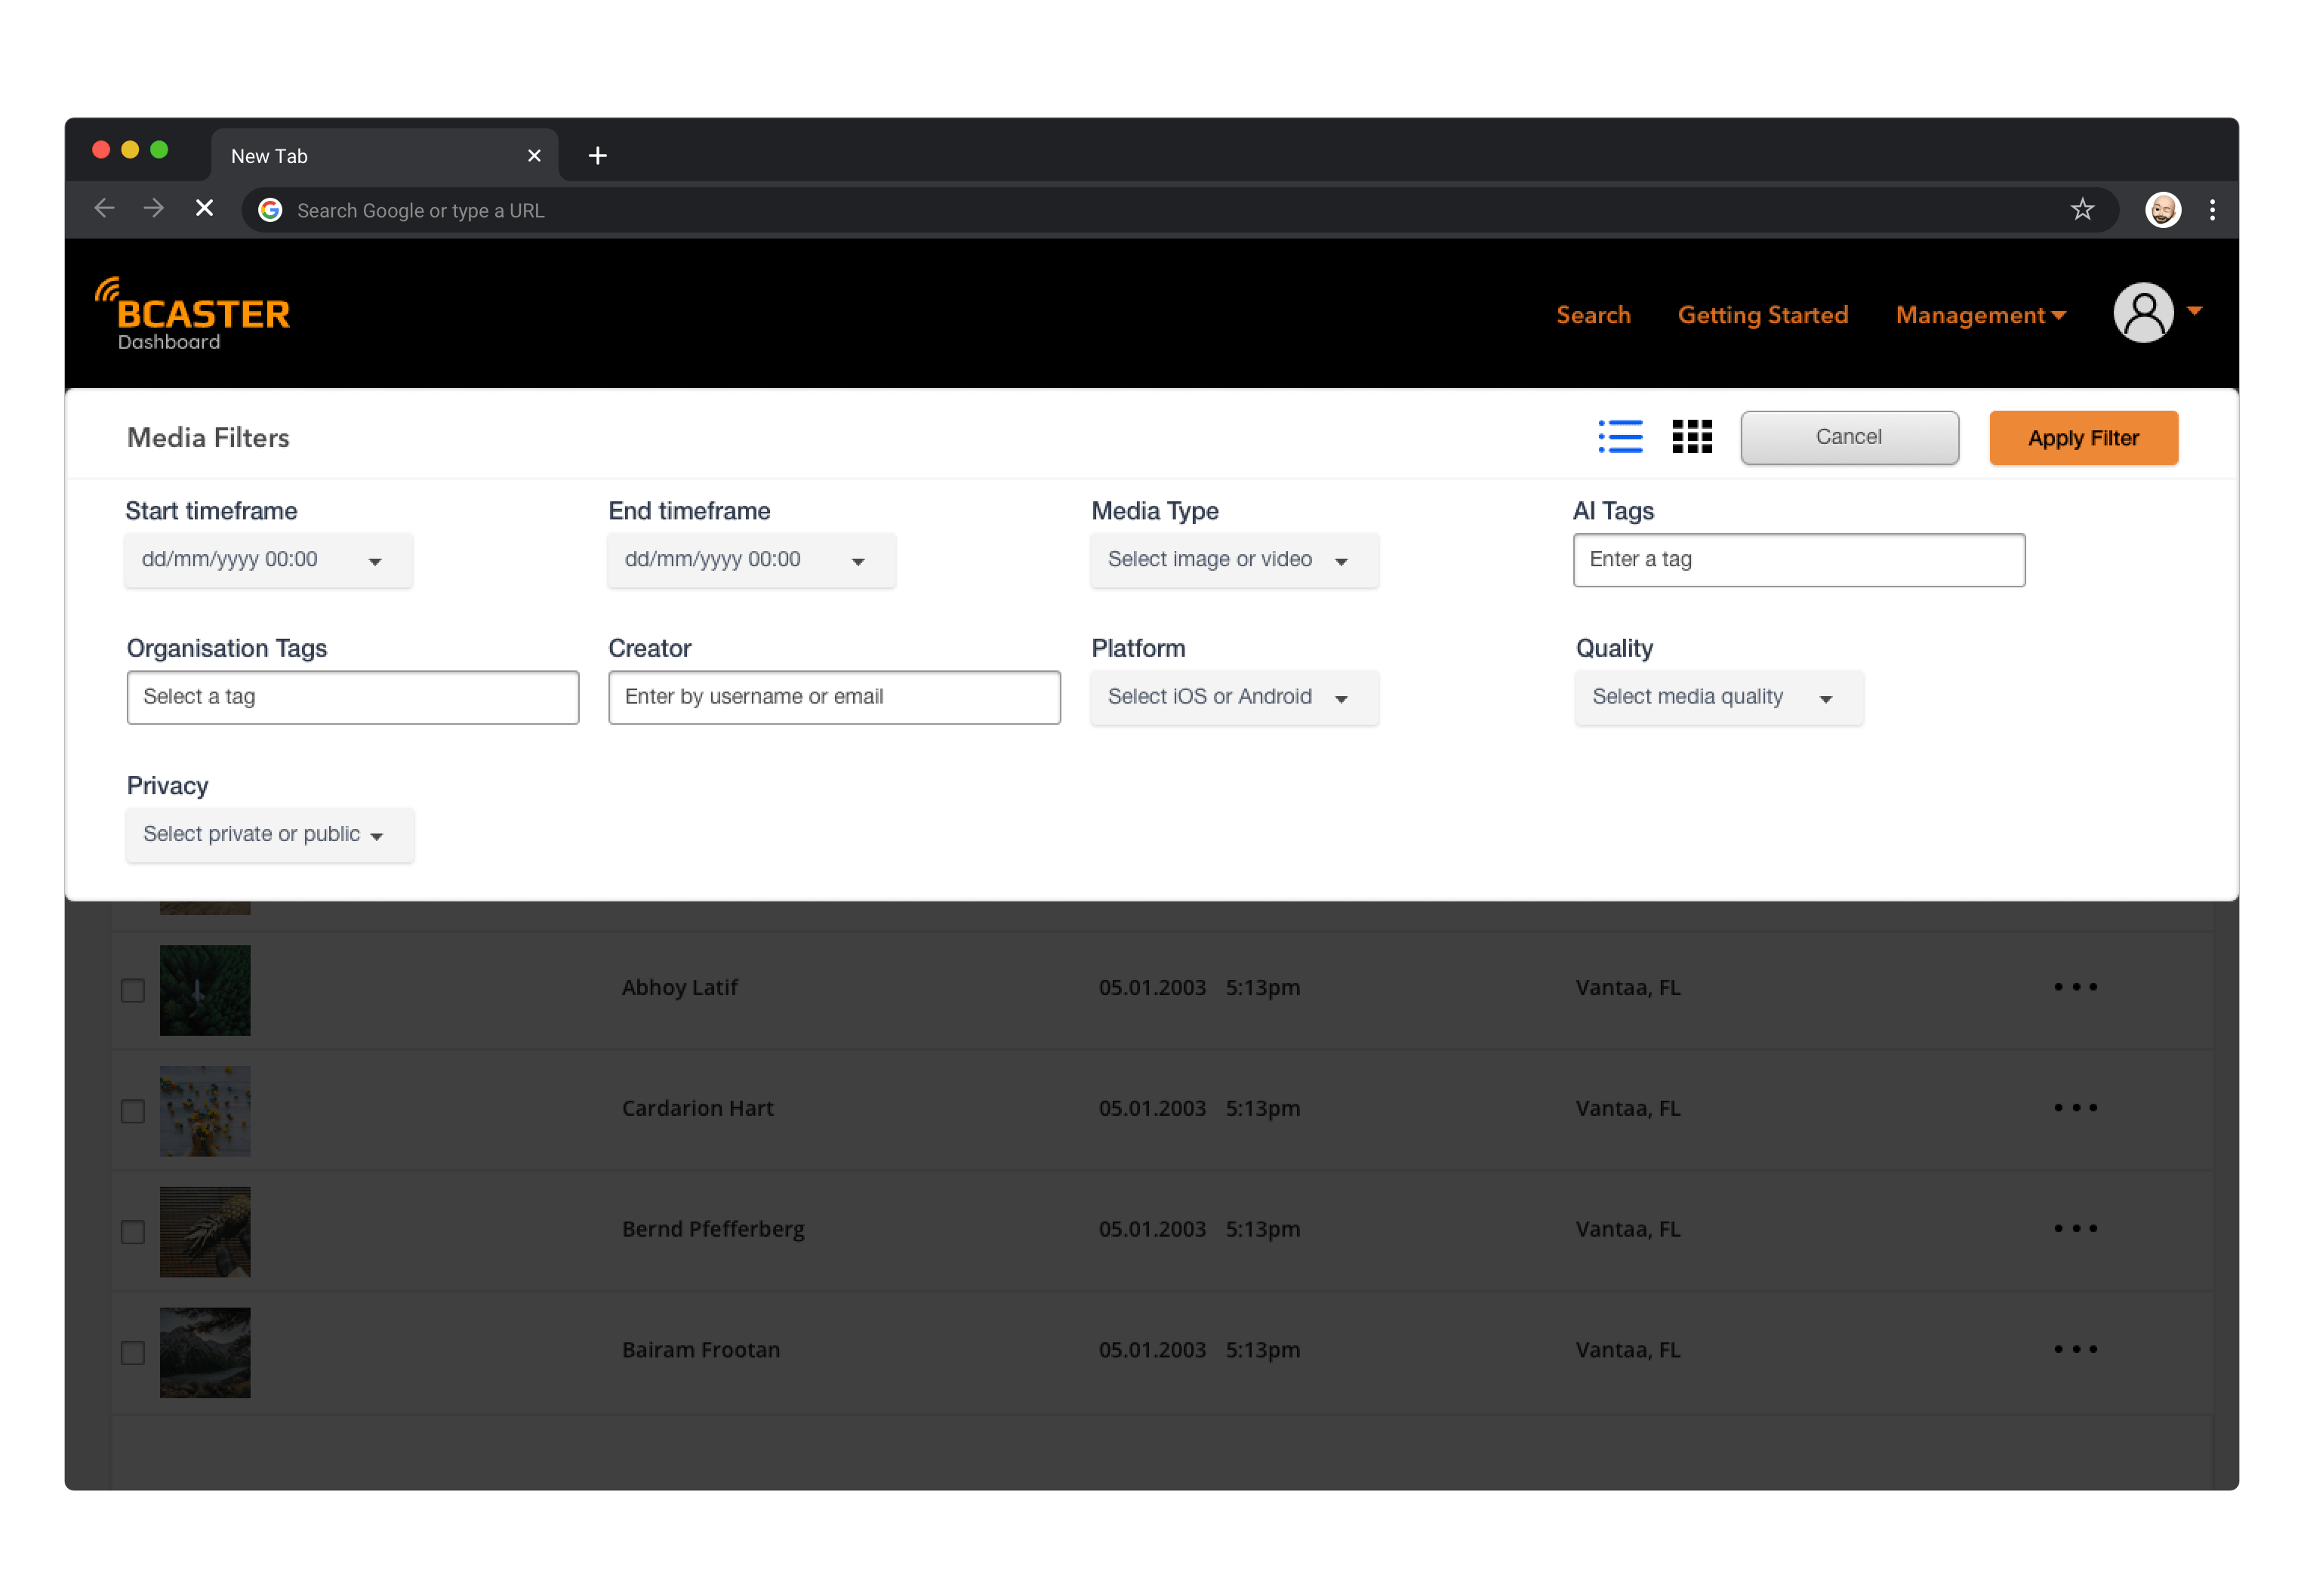 New Tab
Search Google or type a URL
BCASTER
Dashboard
Search Getting Started Management
Media Filters
Cancel Apply Filter
Start timeframe End timeframe Media Type AI Tags
dd/mm/yyyy 00:00 dd/mm/yyyy 00:00 Select image or video Enter a tag
Organisation Tags Creator Platform Quality
Select a tag Enter by username or email Select iOS or Android Select media quality
Privacy
Select private or public
Abhoy Latif 05.01.2003 5:13pm Vantaa, FL
Cardarion Hart 05.01.2003 5:13pm Vantaa, FL
Bernd Pfefferberg 05.01.2003 5:13pm Vantaa, FL
Bairam Frootan 05.01.2003 5:13pm Vantaa, FL